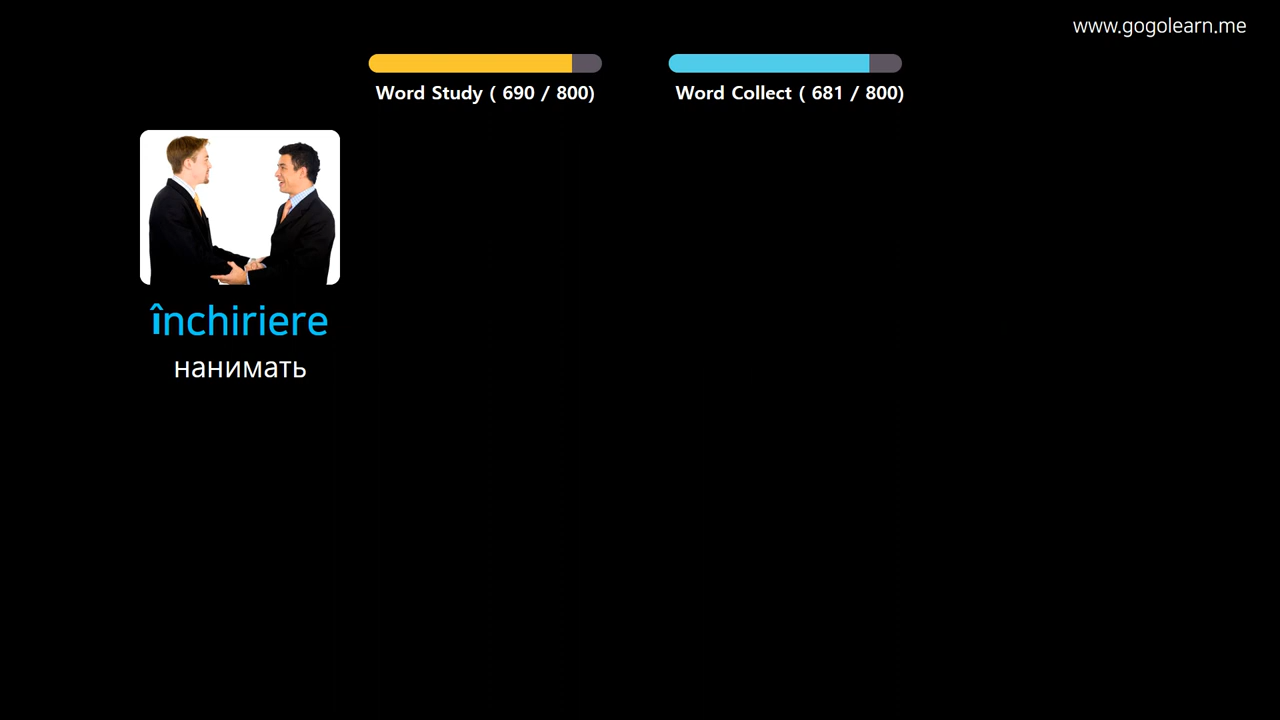 www.gogolearn.me
Word Study ( 690 / 800)
Word Collect ( 681 / 800)
închiriere
нанимать